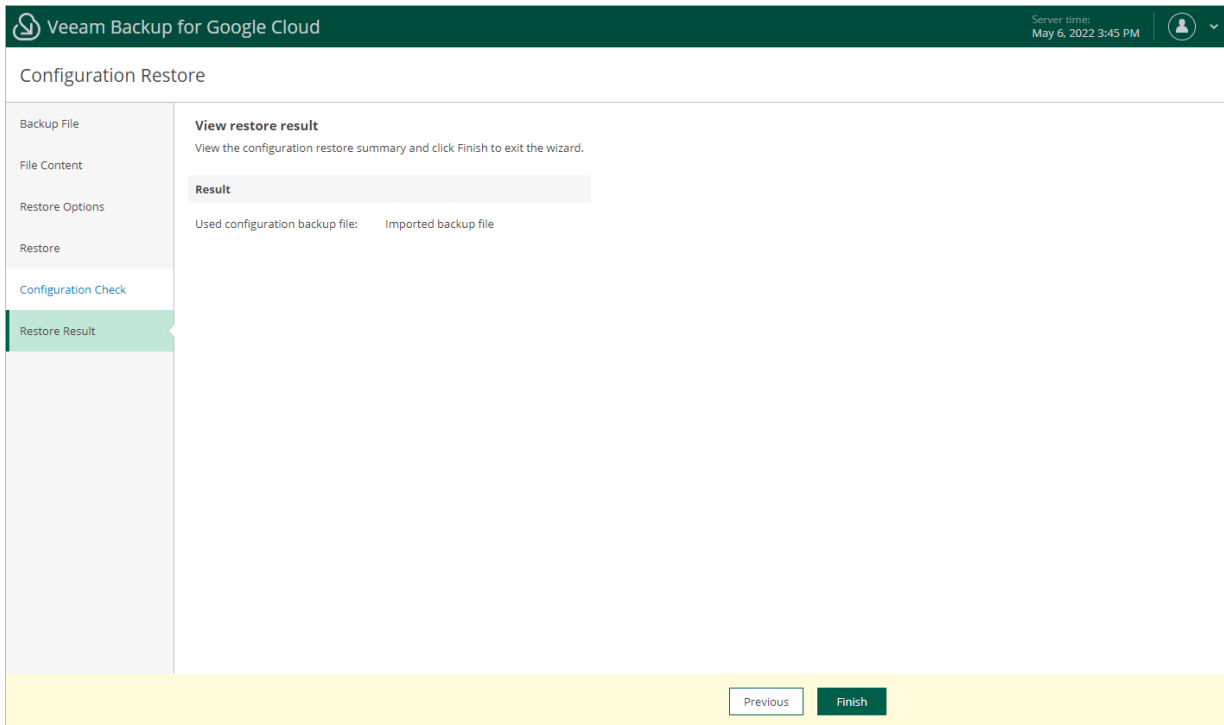 Veeam Backup for Google Cloud
Server time:
May 6, 2022 3:45 PM
Configuration Restore
Backup File
File Content
Restore Options
Restore
Configuration Check
Restore Result
View restore result
View the configuration restore summary and click Finish to exit the wizard.
Result
Used configuration backup file: Imported backup file
Previous
Finish